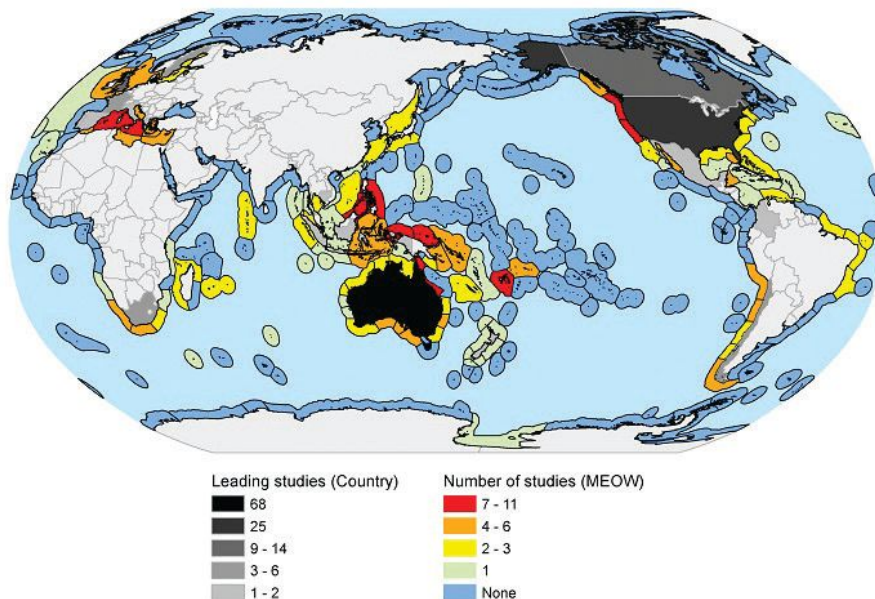 Leading studies (Country)
68
25
9 - 14
3 - 6
1 - 2
Number of studies (MEOW)
7 - 11
4 - 6
2 - 3
1
None